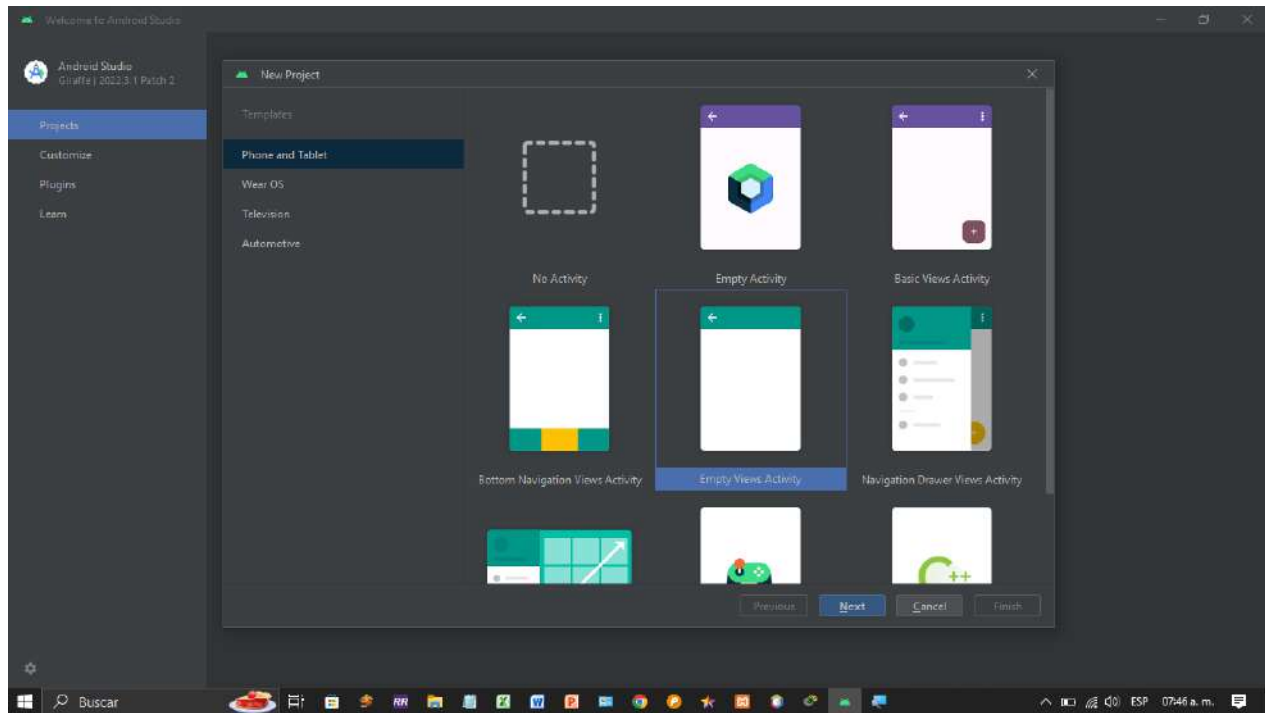 Welcome to Android Studio
Android Studio
Giraffe | 2022.3.1 Patch 2
Projects
Customize
Plugins
Learn
New Project
Templates
Phone and Tablet
Wear OS
Television
Automotive
No Activity
Empty Activity
Basic Views Activity
Bottom Navigation Views Activity
Empty Views Activity
Navigation Drawer Views Activity
C++
Previous
Next
Cancel
Finish
Buscar
ESP
07:46 a. m.